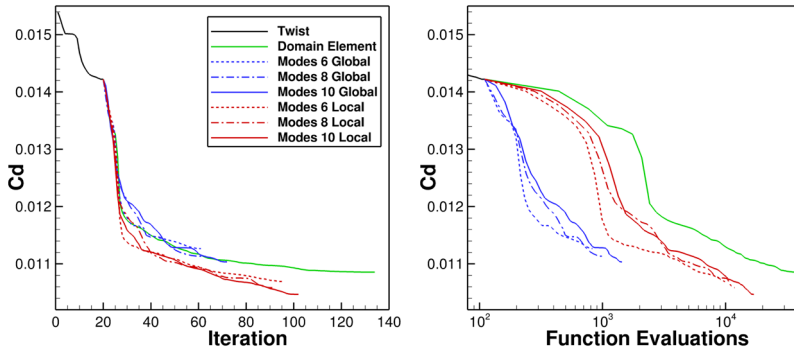 0.015
0.014
0.013
0.012
0.011
Cd
0 20 40 60 80 100 120 140
Iteration
Twist
Domain Element
Modes 6 Global
Modes 8 Global
Modes 10 Global
Modes 6 Local
Modes 8 Local
Modes 10 Local
0.015
0.014
0.013
0.012
0.011
Cd
10² 10³ 10⁴
Function Evaluations